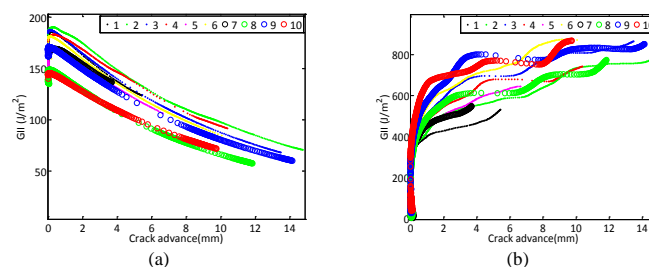 1 2 3 4 5 6 7 8 9 10
200
150
100
50
GII (J/m²)
0 2 4 6 8 10 12 14
Crack advance(mm)
(a)
1 2 3 4 5 6 7 8 9 10
800
600
400
200
0
GII (J/m²)
0 2 4 6 8 10 12 14
Crack advance(mm)
(b)